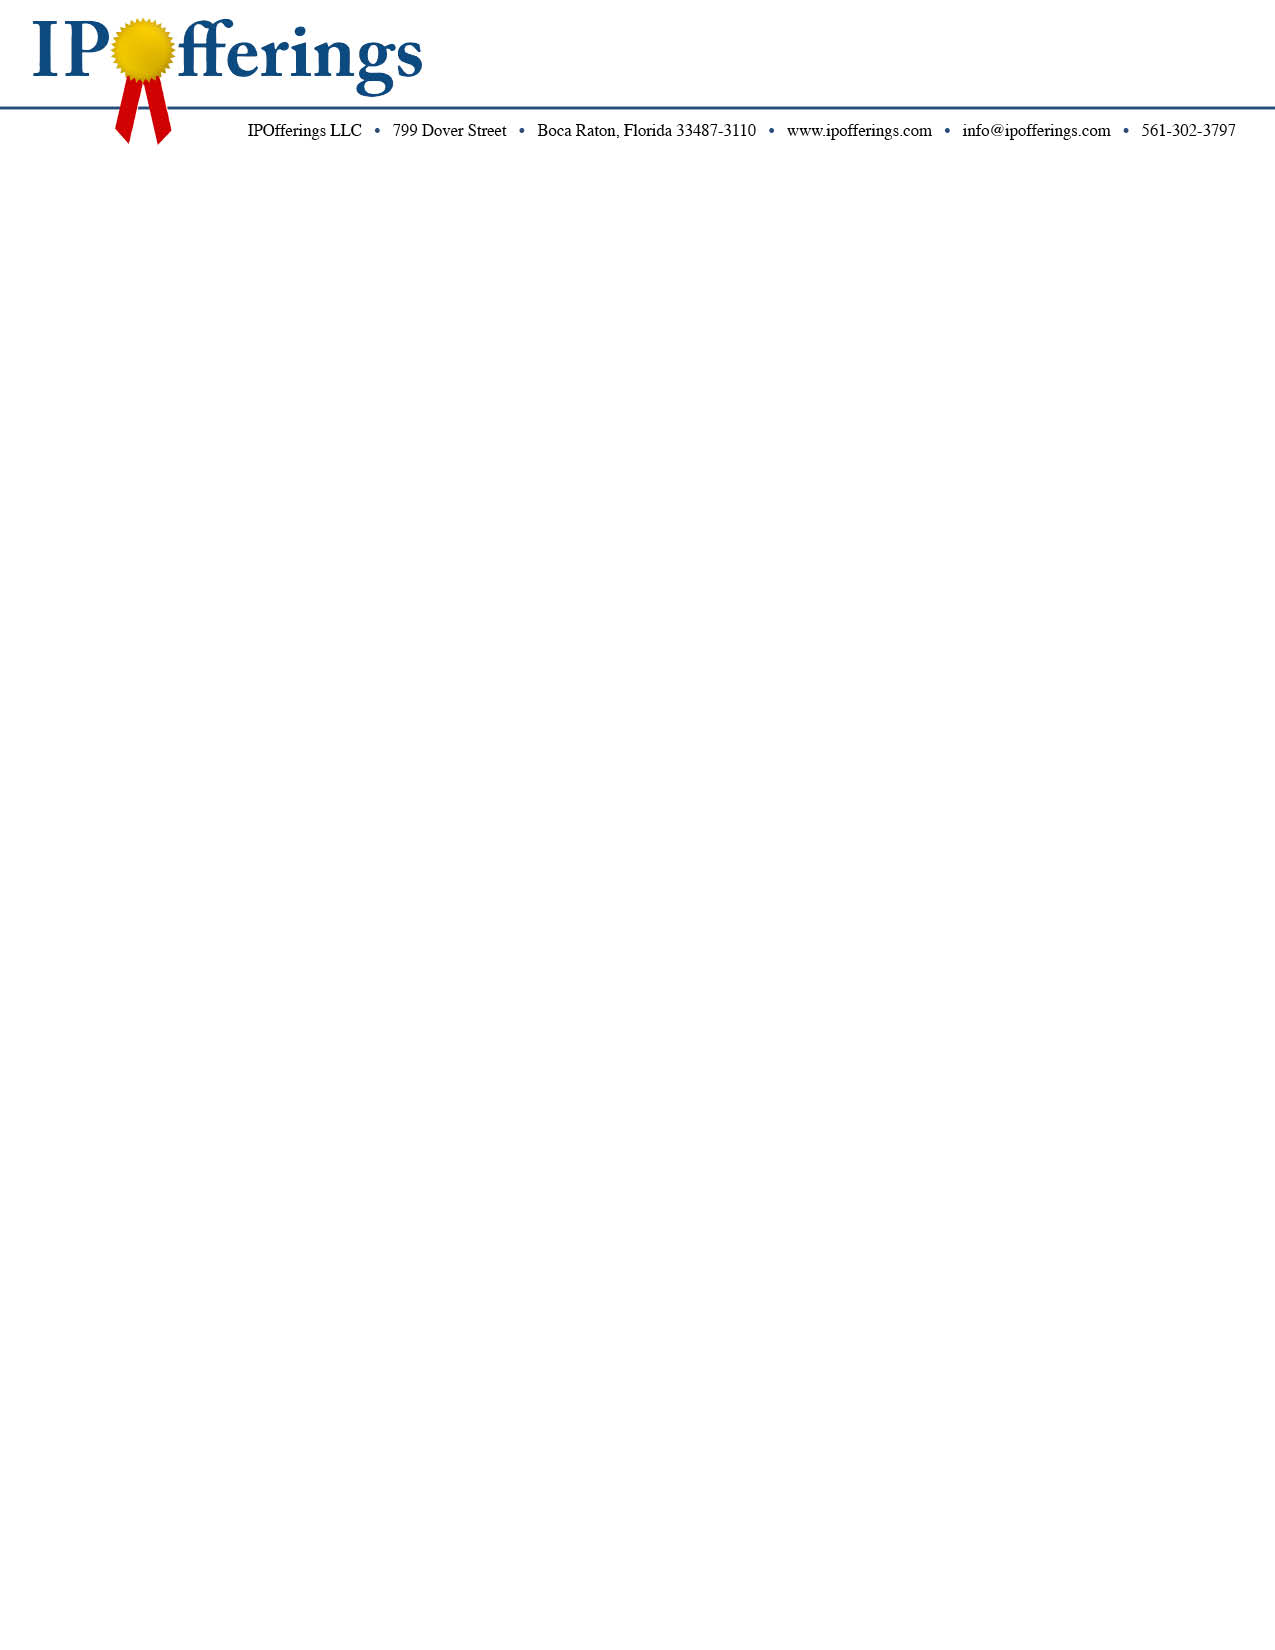 IPOfferings
IPOfferings LLC • 799 Dover Street • Boca Raton, Florida 33487-3110 • www.ipofferings.com • info@ipofferings.com • 561-302-3797